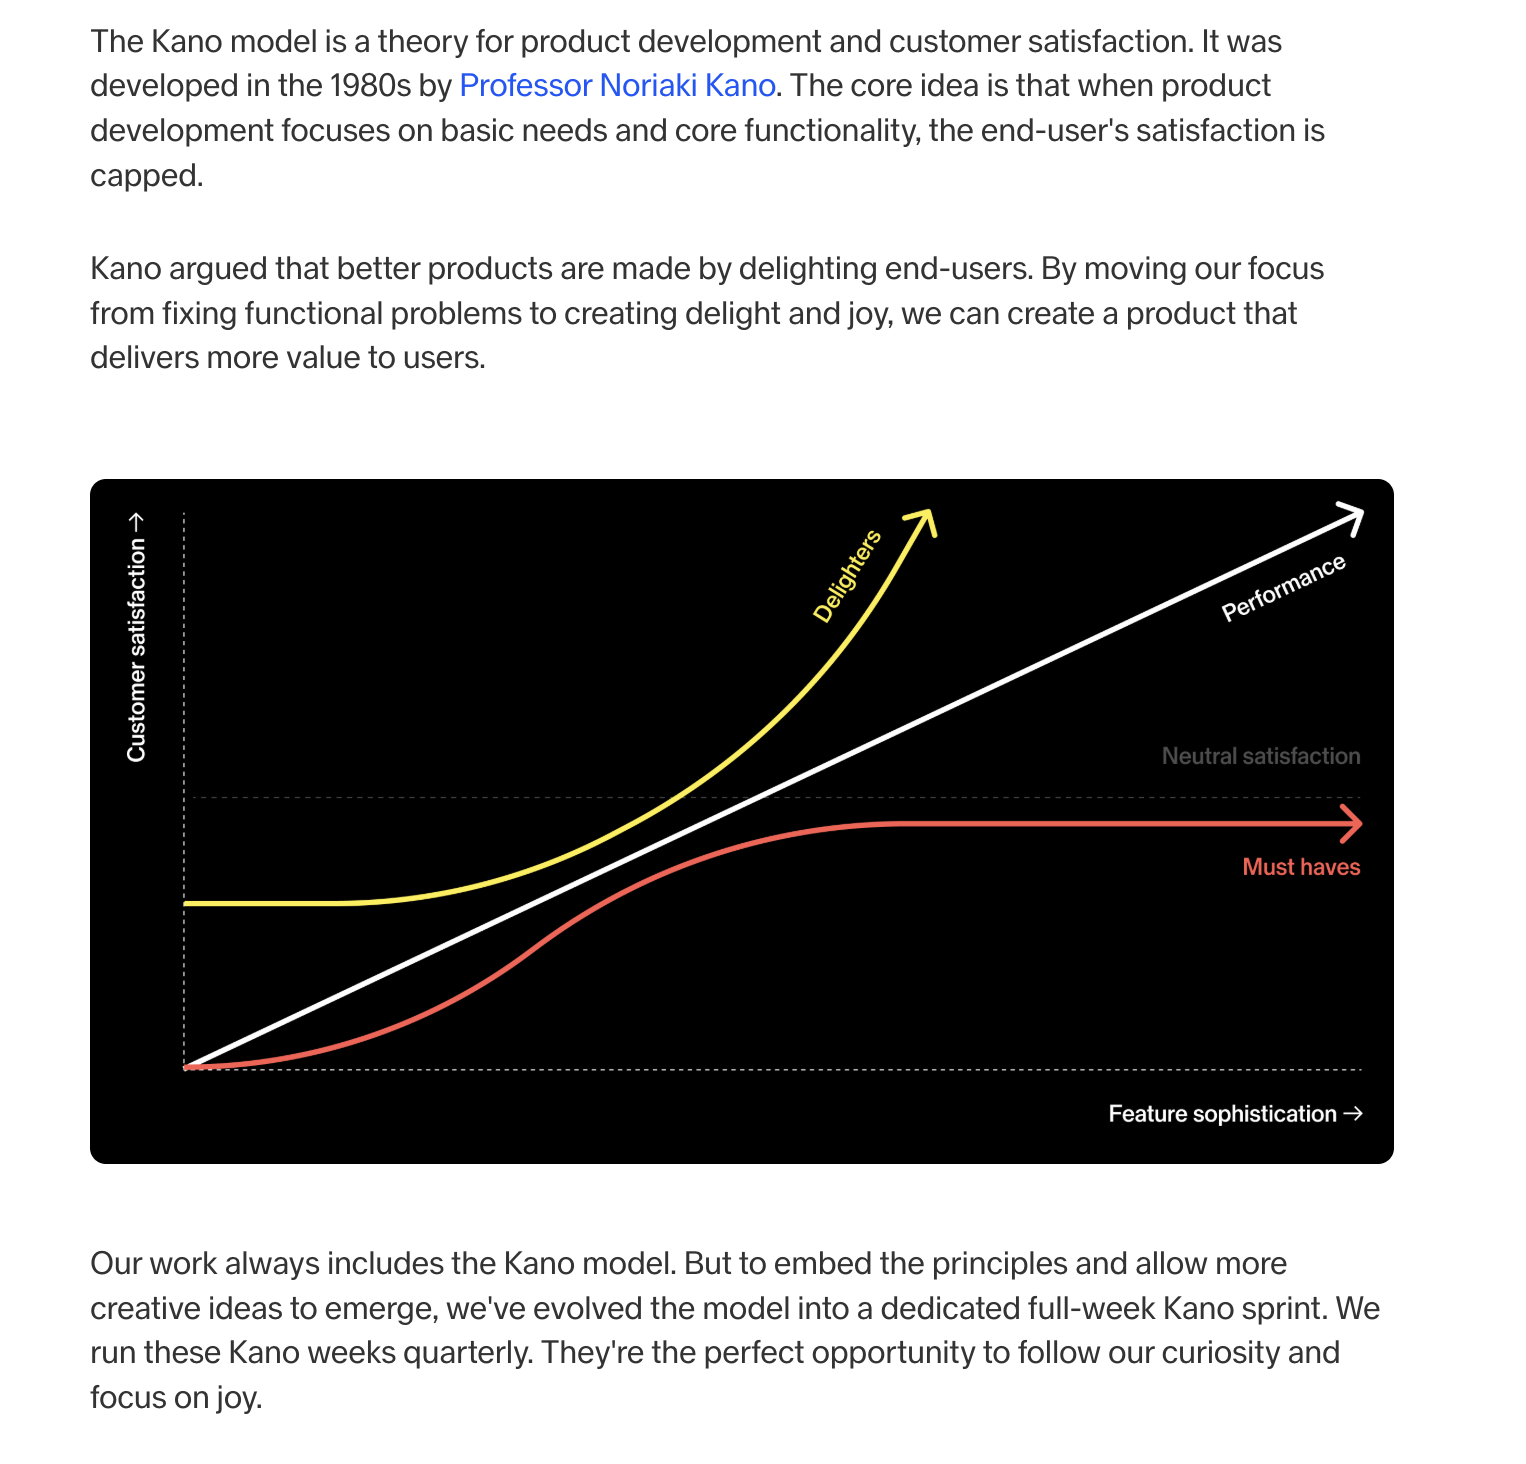 The Kano model is a theory for product development and customer satisfaction. It was
developed in the 1980s by Professor Noriaki Kano. The core idea is that when product
development focuses on basic needs and core functionality, the end-user's satisfaction is
capped.
Kano argued that better products are made by delighting end-users. By moving our focus
from fixing functional problems to creating delight and joy, we can create a product that
delivers more value to users.
Customer satisfaction →
Delighters
Performance
Neutral satisfaction
Must haves
Feature sophistication →
Our work always includes the Kano model. But to embed the principles and allow more
creative ideas to emerge, we've evolved the model into a dedicated full-week Kano sprint. We
run these Kano weeks quarterly. They're the perfect opportunity to follow our curiosity and
focus on joy.